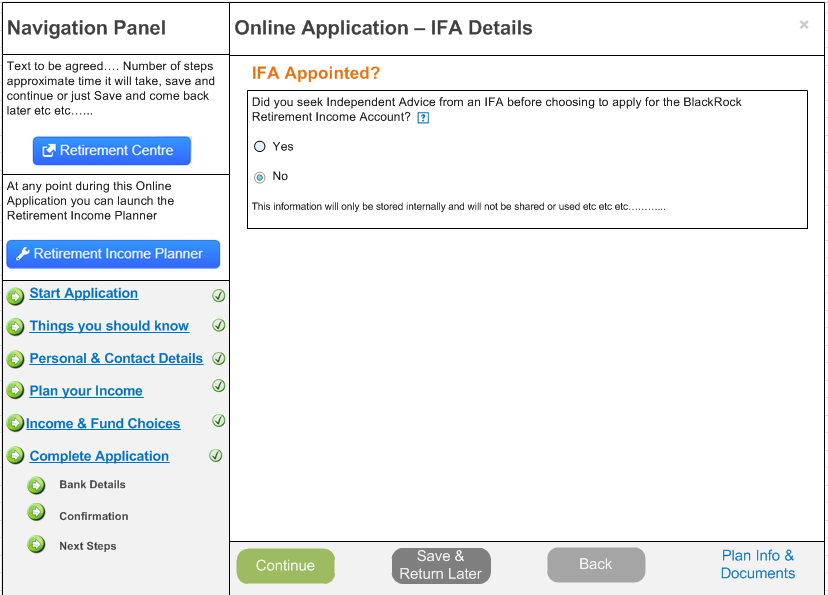 Navigation Panel
Text to be agreed.... Number of steps
approximate time it will take, save and
continue or just Save and come back
later etc etc......
Retirement Centre
At any point during this Online
Application you can launch the
Retirement Income Planner
Retirement Income Planner
Start Application
Things you should know
Personal & Contact Details
Plan your Income
Income & Fund Choices
Complete Application
Bank Details
Confirmation
Next Steps
Online Application – IFA Details
×
IFA Appointed?
Did you seek Independent Advice from an IFA before choosing to apply for the BlackRock
Retirement Income Account? ?
Yes
No
This information will only be stored internally and will not be shared or used etc etc etc...........
Continue
Save &
Return Later
Back
Plan Info &
Documents